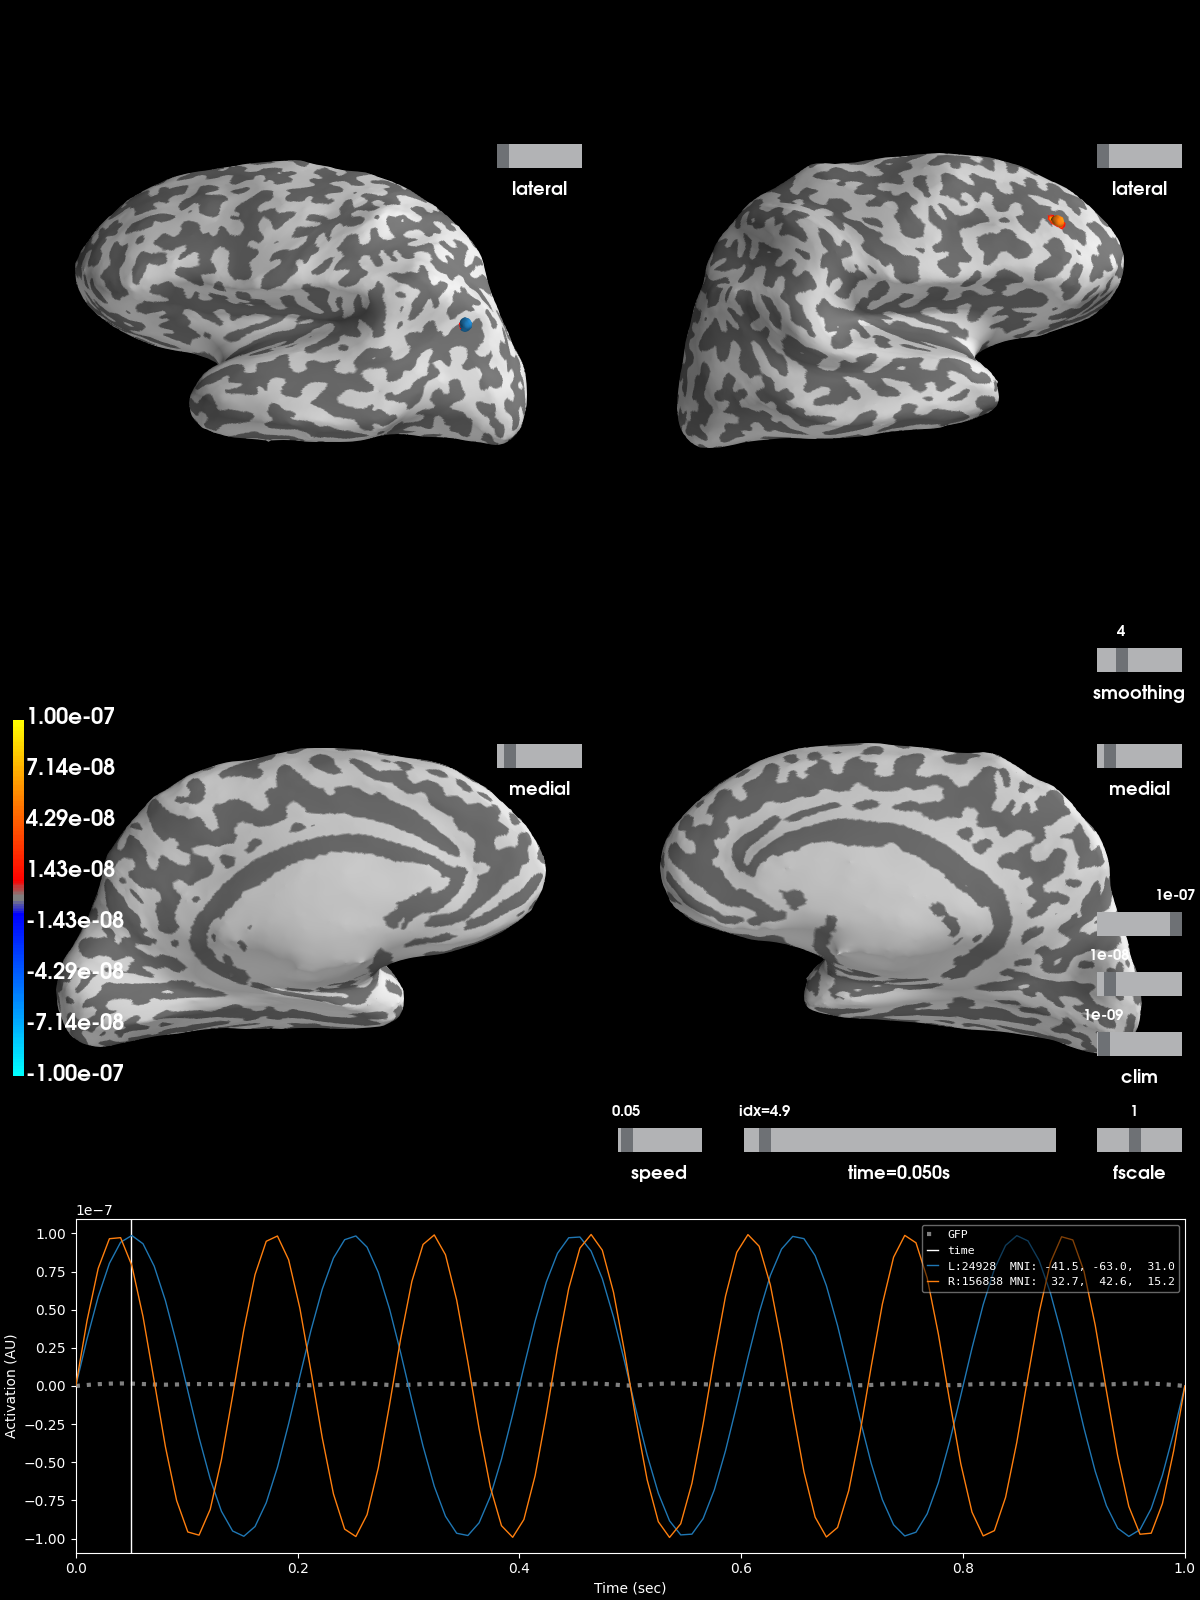 lateral
lateral
4
smoothing
1.00e-07
7.14e-08
4.29e-08
1.43e-08
-1.43e-08
-4.29e-08
-7.14e-08
-1.00e-07
medial
medial
1e-07
1e-08
1e-09
clim
0.05
speed
idx=4.9
time=0.050s
1
fscale
1e−7
1.00
0.75
0.50
0.25
0.00
−0.25
−0.50
−0.75
−1.00
Activation (AU)
GFP
time
L:24928 MNI: -41.5, -63.0, 31.0
R:156838 MNI: 32.7, 42.6, 15.2
0.0 0.2 0.4 0.6 0.8 1.0
Time (sec)